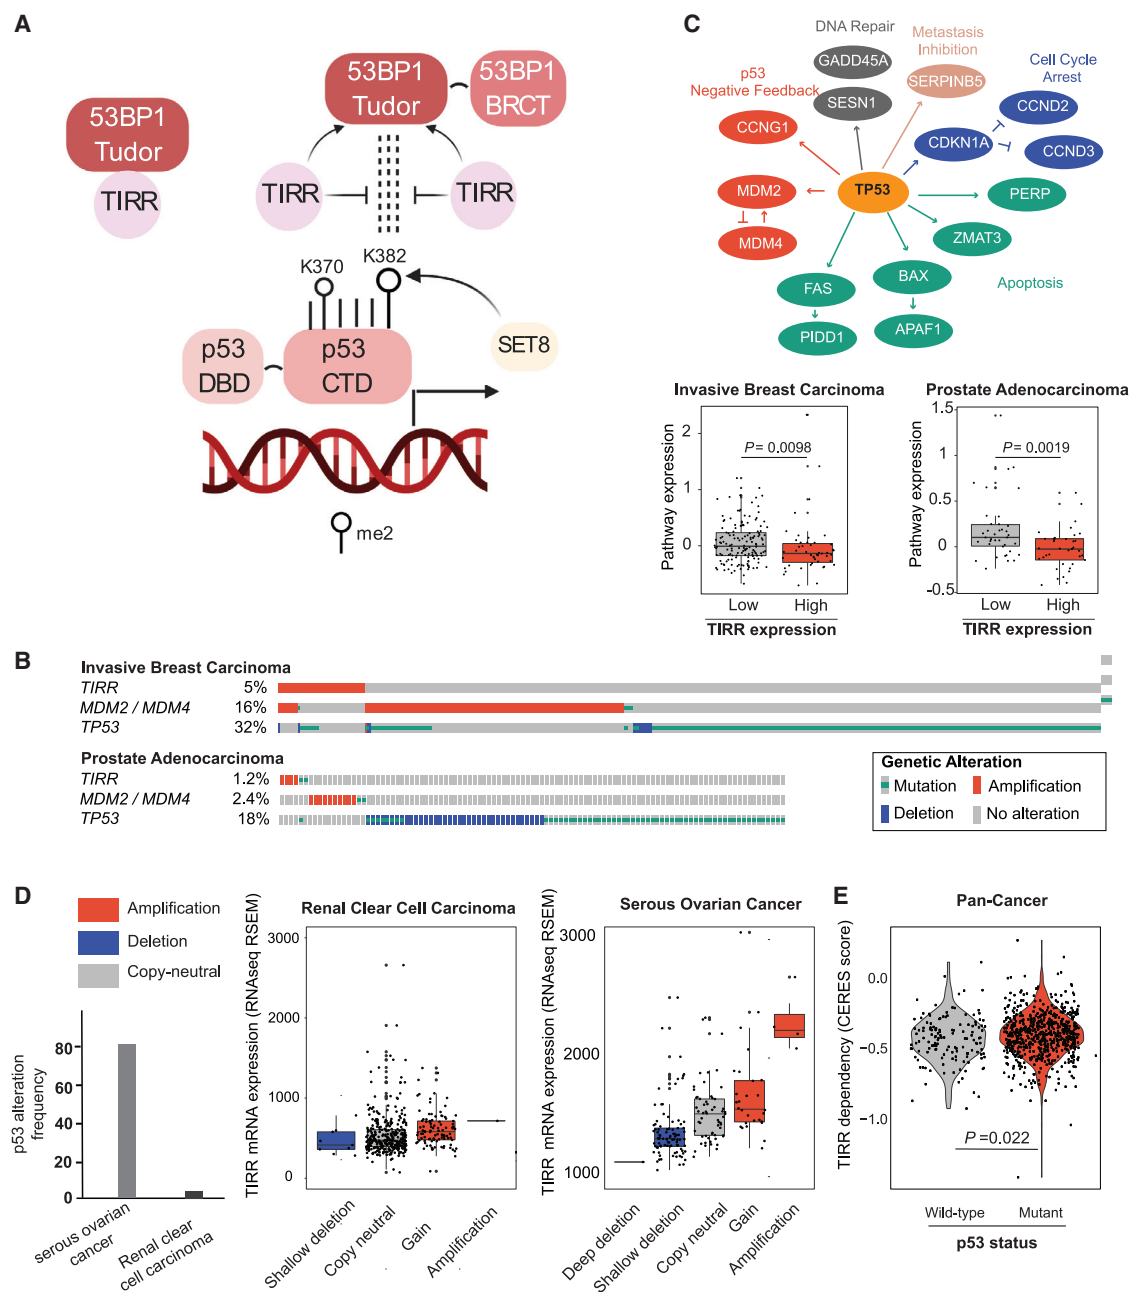 A
53BP1
Tudor
TIRR
53BP1
Tudor
53BP1
BRCT
TIRR
TIRR
K370
K382
p53
DBD
p53
CTD
SET8
me2
C
DNA Repair
GADD45A
SESN1
Metastasis
Inhibition
SERPINB5
Cell Cycle
Arrest
CCND2
CDKN1A
CCND3
p53
Negative Feedback
CCNG1
MDM2
MDM4
TP53
PERP
ZMAT3
BAX
APAF1
FAS
PIDD1
Apoptosis
Invasive Breast Carcinoma
Pathway expression
2
1
0
P = 0.0098
Low
High
TIRR expression
Prostate Adenocarcinoma
Pathway expression
1.5
1
0.5
0
-0.5
P = 0.0019
Low
High
TIRR expression
B
Invasive Breast Carcinoma
TIRR 5%
MDM2 / MDM4 16%
TP53 32%
Prostate Adenocarcinoma
TIRR 1.2%
MDM2 / MDM4 2.4%
TP53 18%
Genetic Alteration
Mutation
Amplification
Deletion
No alteration
D
Amplification
Deletion
Copy-neutral
p53 alteration
frequency
80
60
40
20
0
serous ovarian
cancer
Renal clear
cell carcinoma
Renal Clear Cell Carcinoma
TIRR mRNA expression (RNAseq RSEM)
3000
2000
1000
0
Shallow deletion
Copy neutral
Gain
Amplification
Serous Ovarian Cancer
TIRR mRNA expression (RNAseq RSEM)
3000
2000
1000
Deep deletion
Shallow deletion
Copy neutral
Gain
Amplification
E
Pan-Cancer
TIRR dependency (CERES score)
0.0
−0.5
−1.0
P =0.022
Wild-type
Mutant
p53 status